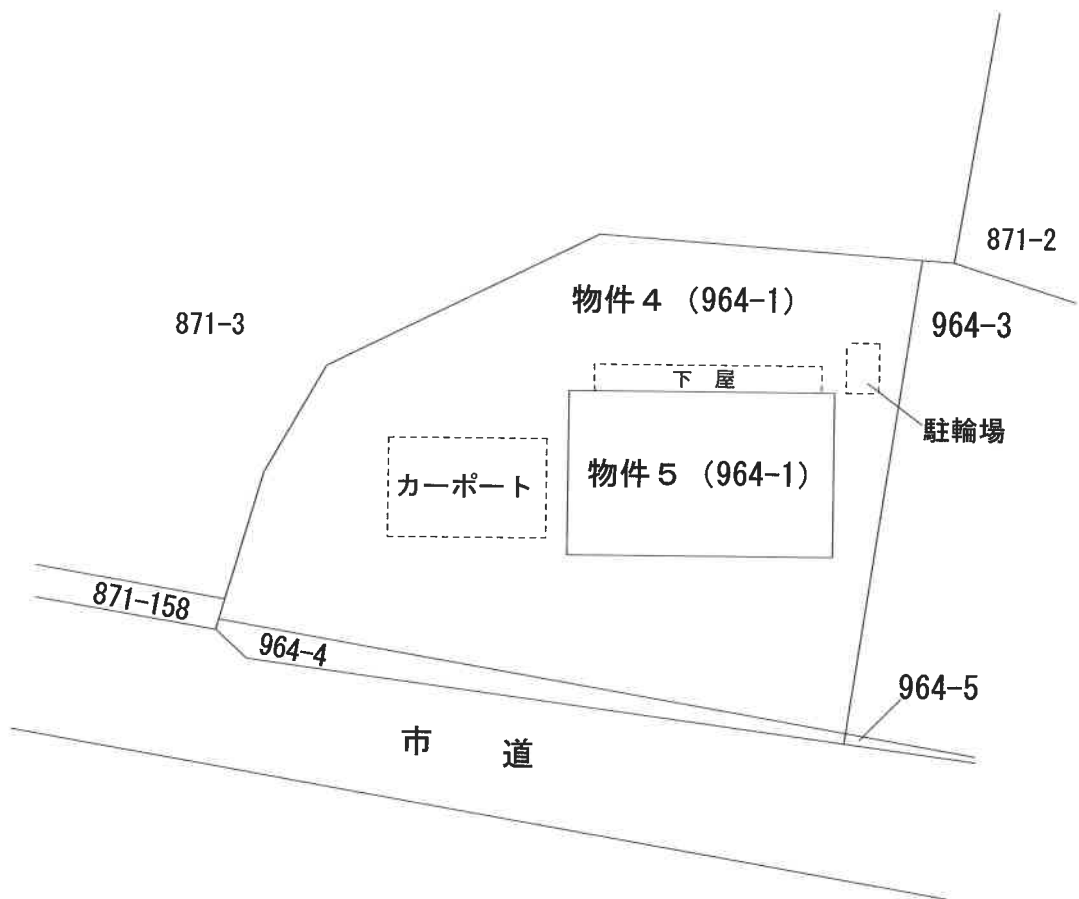 871-2
物件４（964-1）
871-3
964-3
下 屋
駐輪場
物件５（964-1）
カーポート
871-158
964-4
964-5
市 道